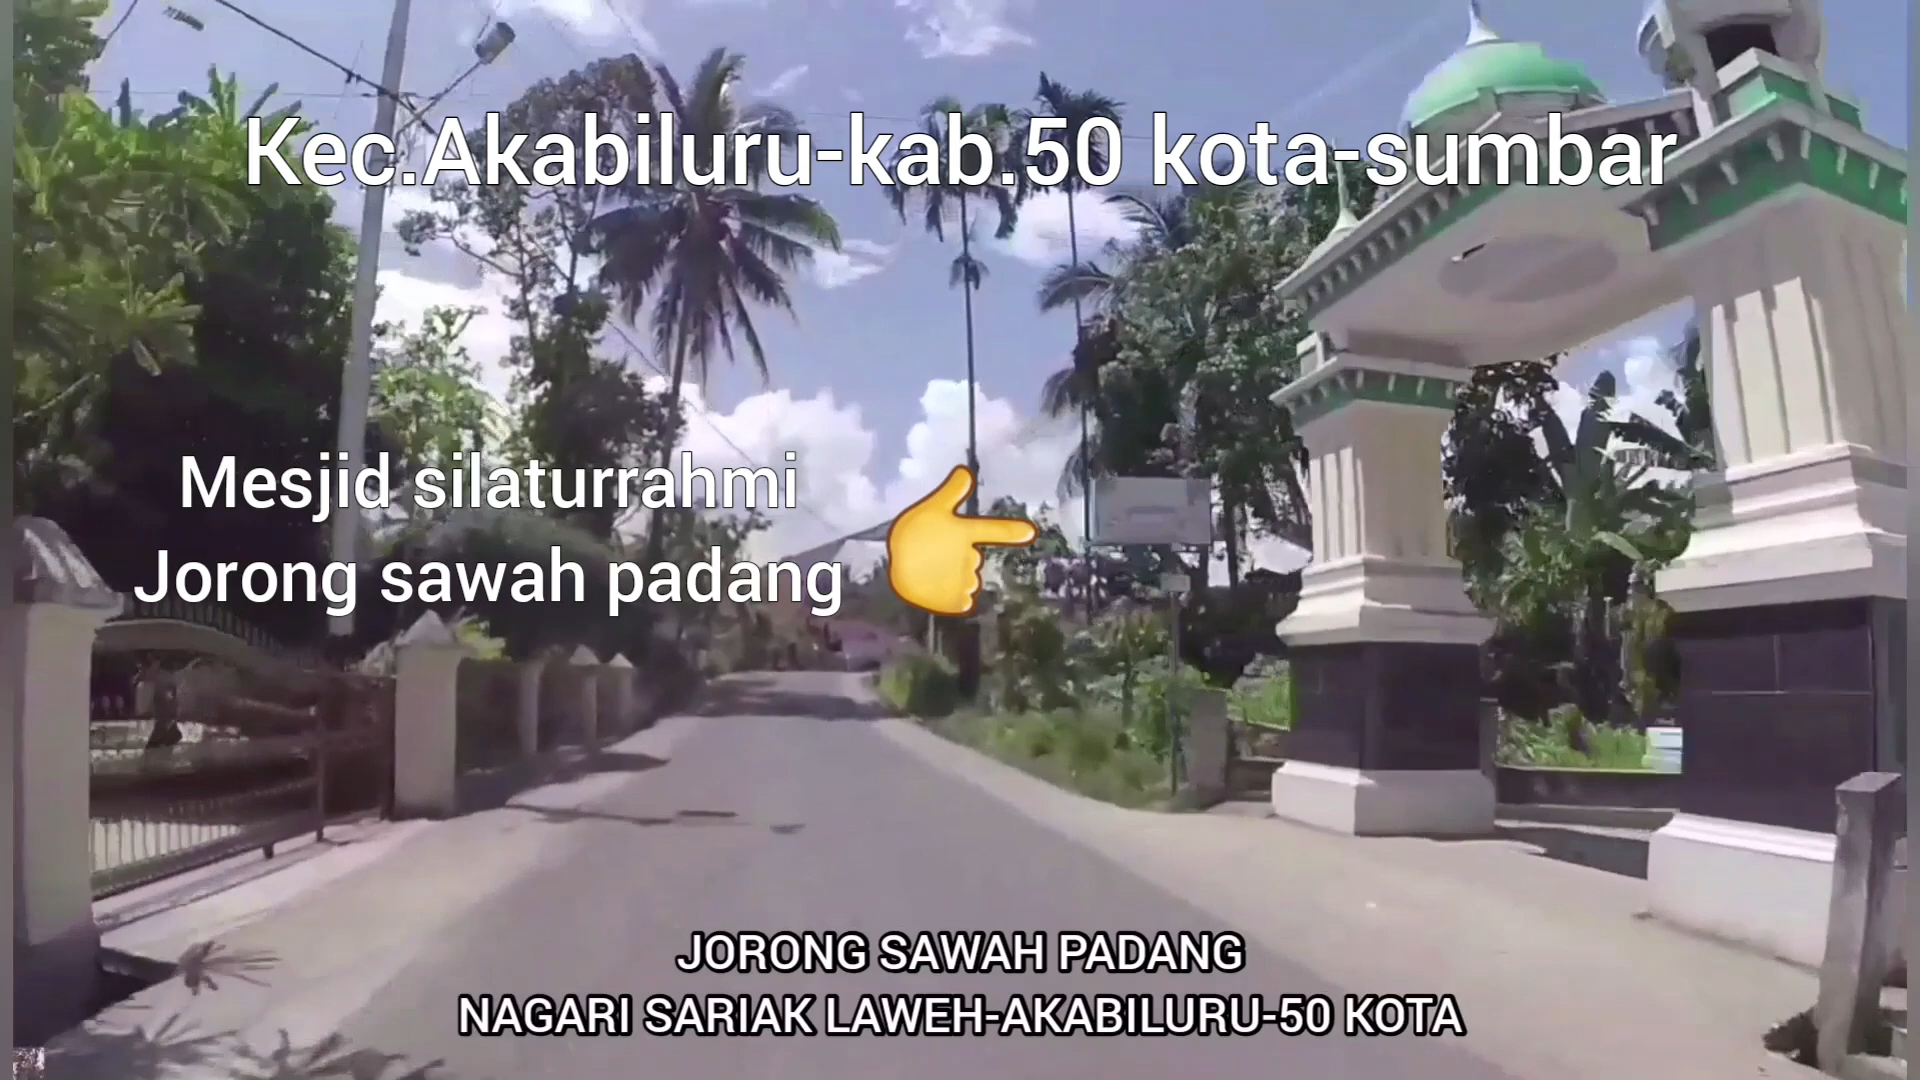 Kec.Akabiluru-kab.50 kota-sumbar
Mesjid silaturrahmi
Jorong sawah padang
JORONG SAWAH PADANG
NAGARI SARIAK LAWEH-AKABILURU-50 KOTA